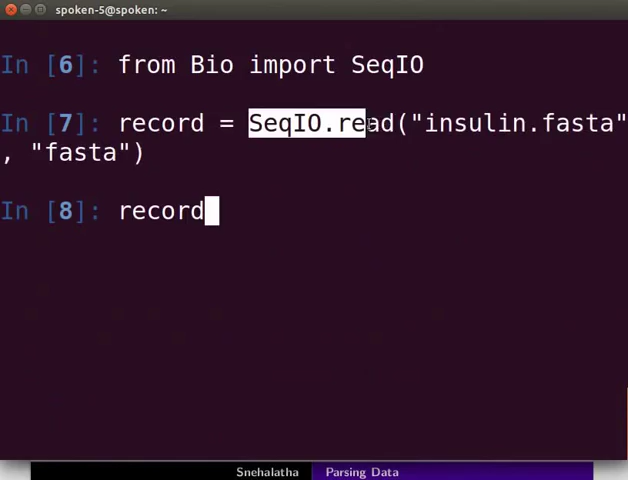 spoken-5@spoken: ~
In [6]: from Bio import SeqIO
In [7]: record = SeqIO.read("insulin.fasta"
, "fasta")
In [8]: record
Snehalatha
Parsing Data